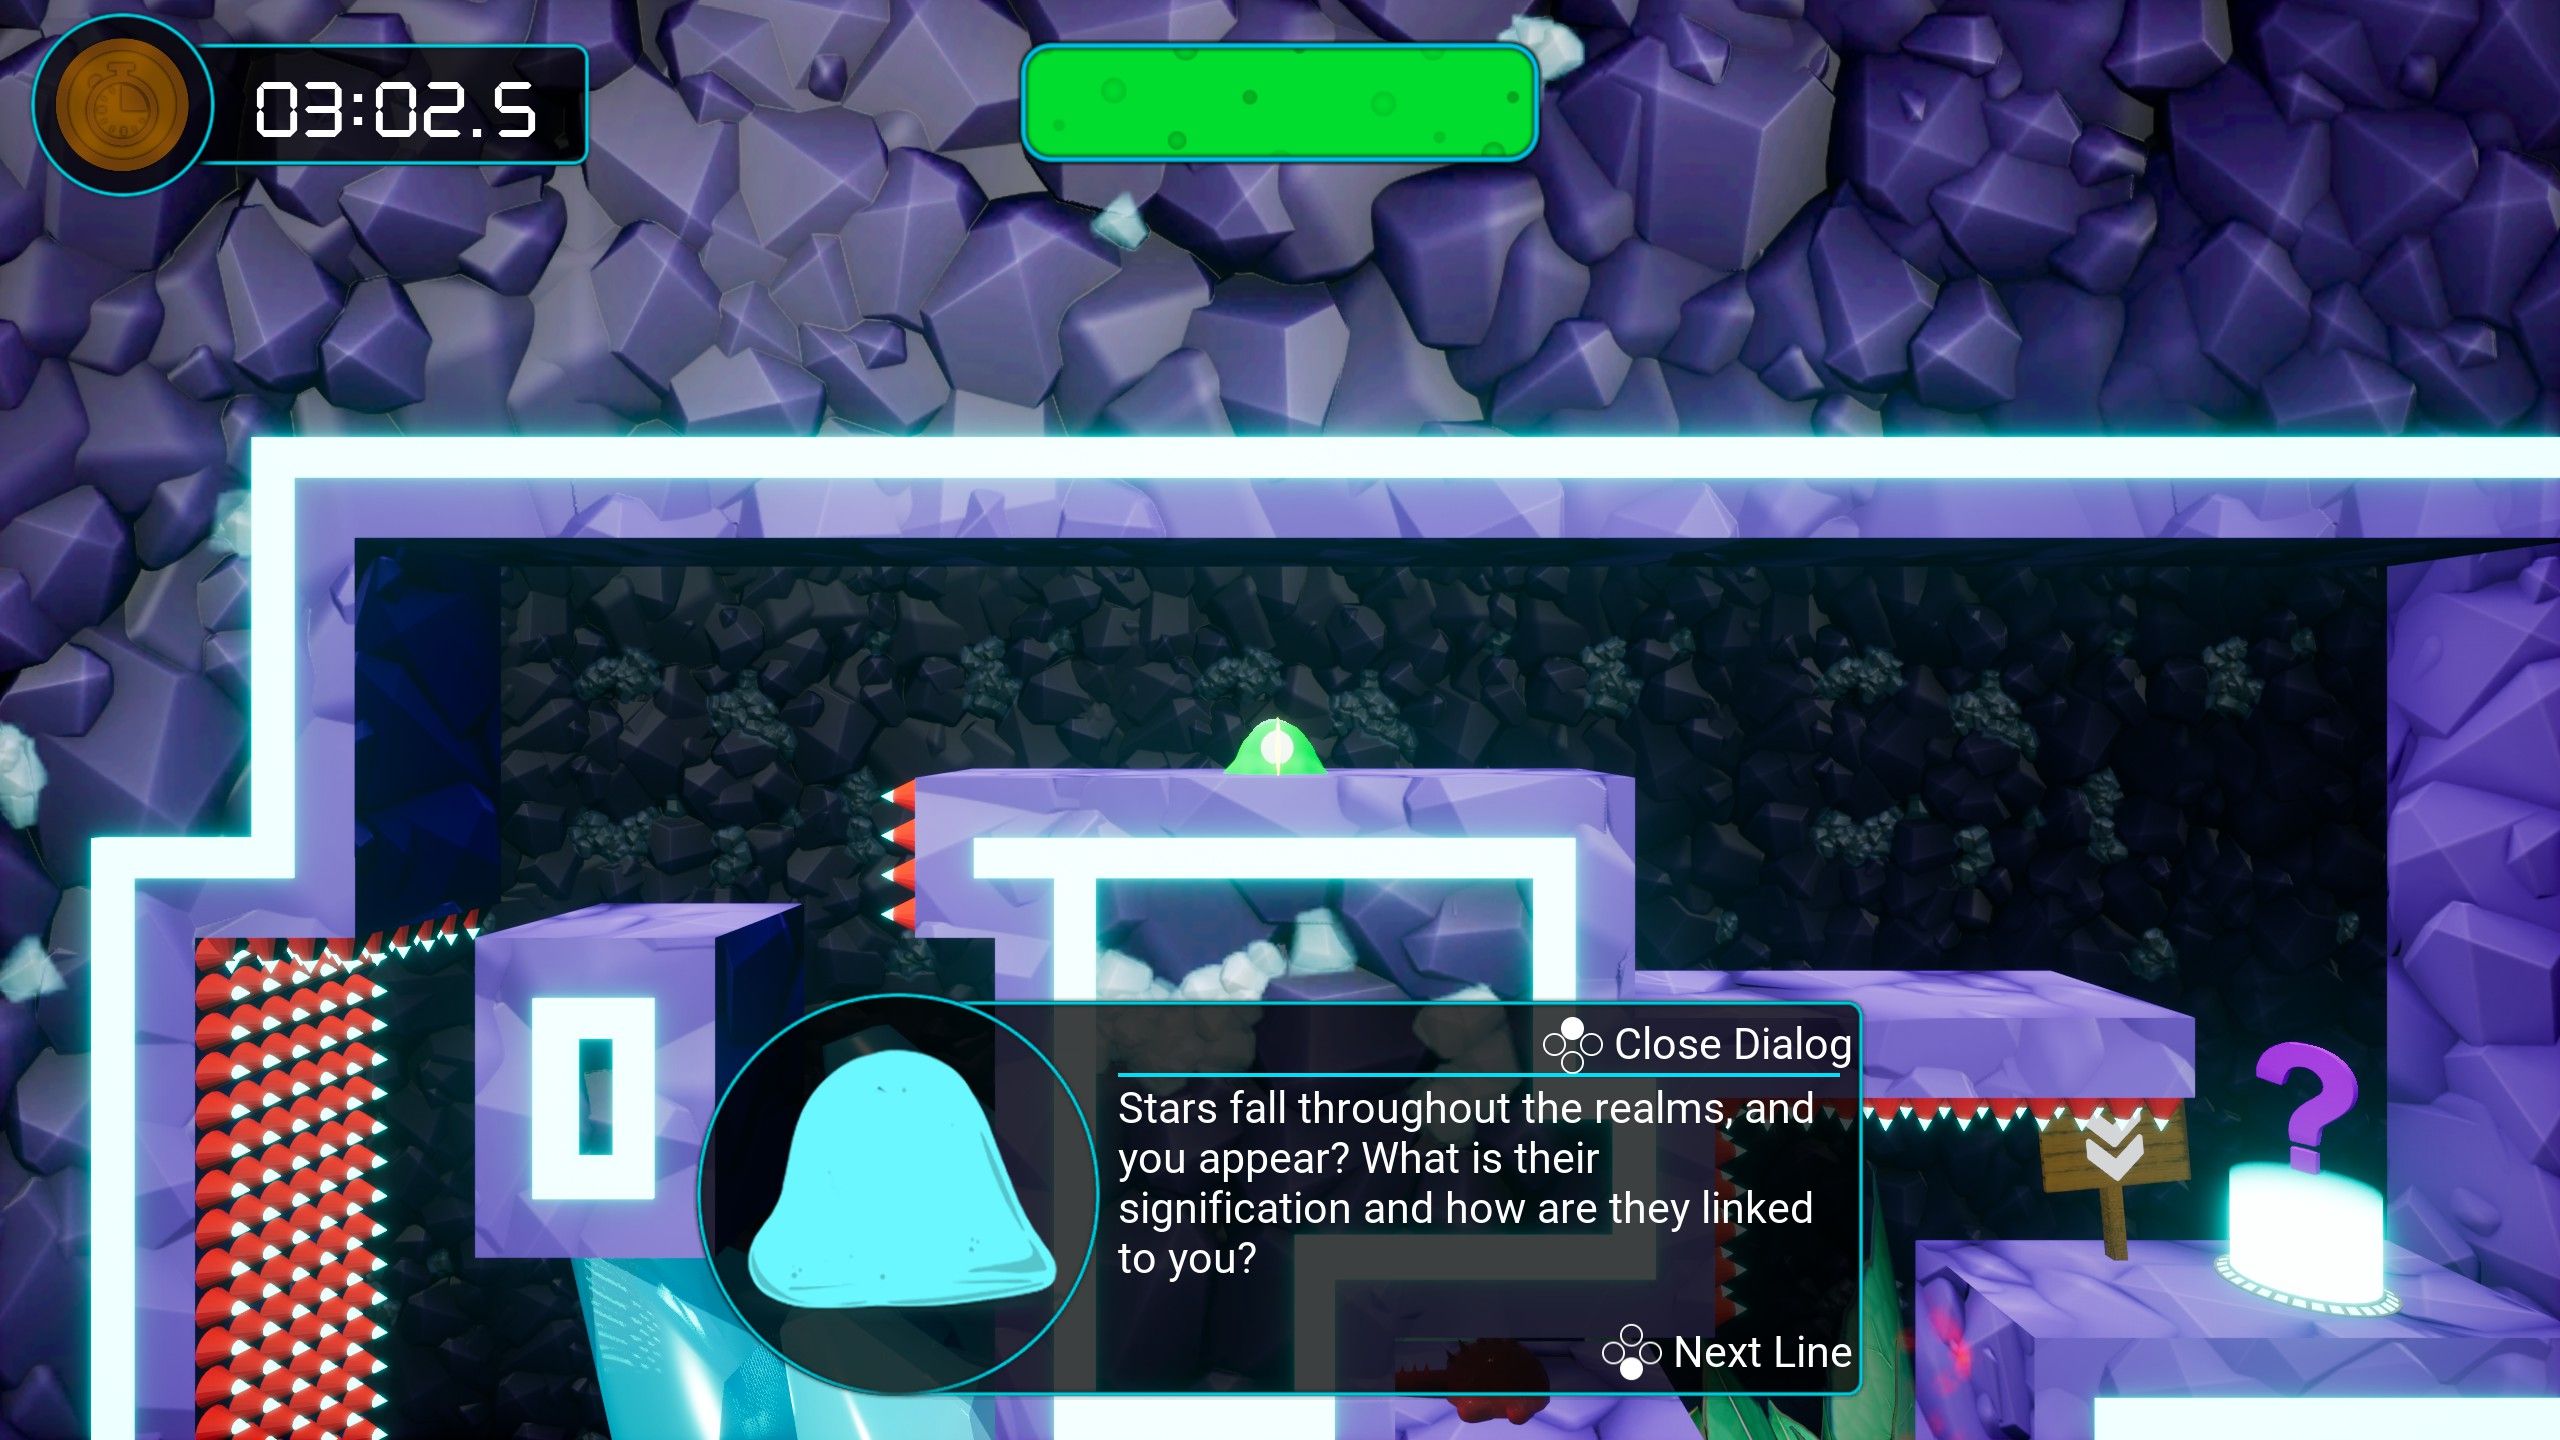 03:02.5
Close Dialog
Stars fall throughout the realms, and
you appear? What is their
signification and how are they linked
to you?
Next Line
?